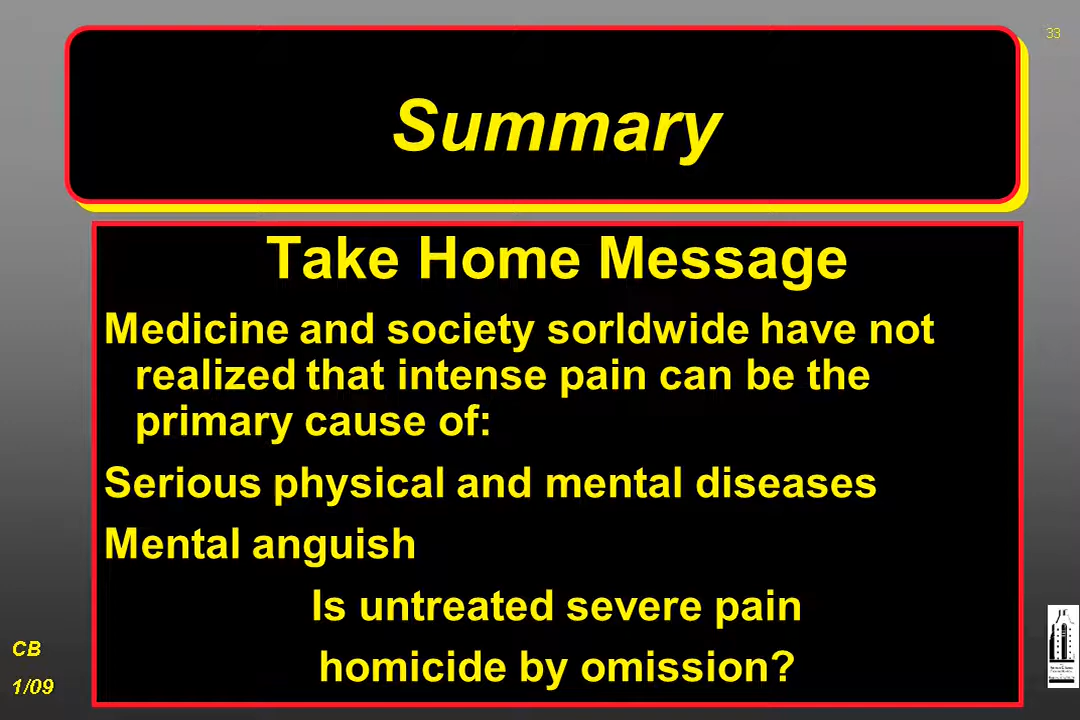 33
Summary
Take Home Message
Medicine and society sorldwide have not
realized that intense pain can be the
primary cause of:
Serious physical and mental diseases
Mental anguish
Is untreated severe pain
homicide by omission?
CB
1/09